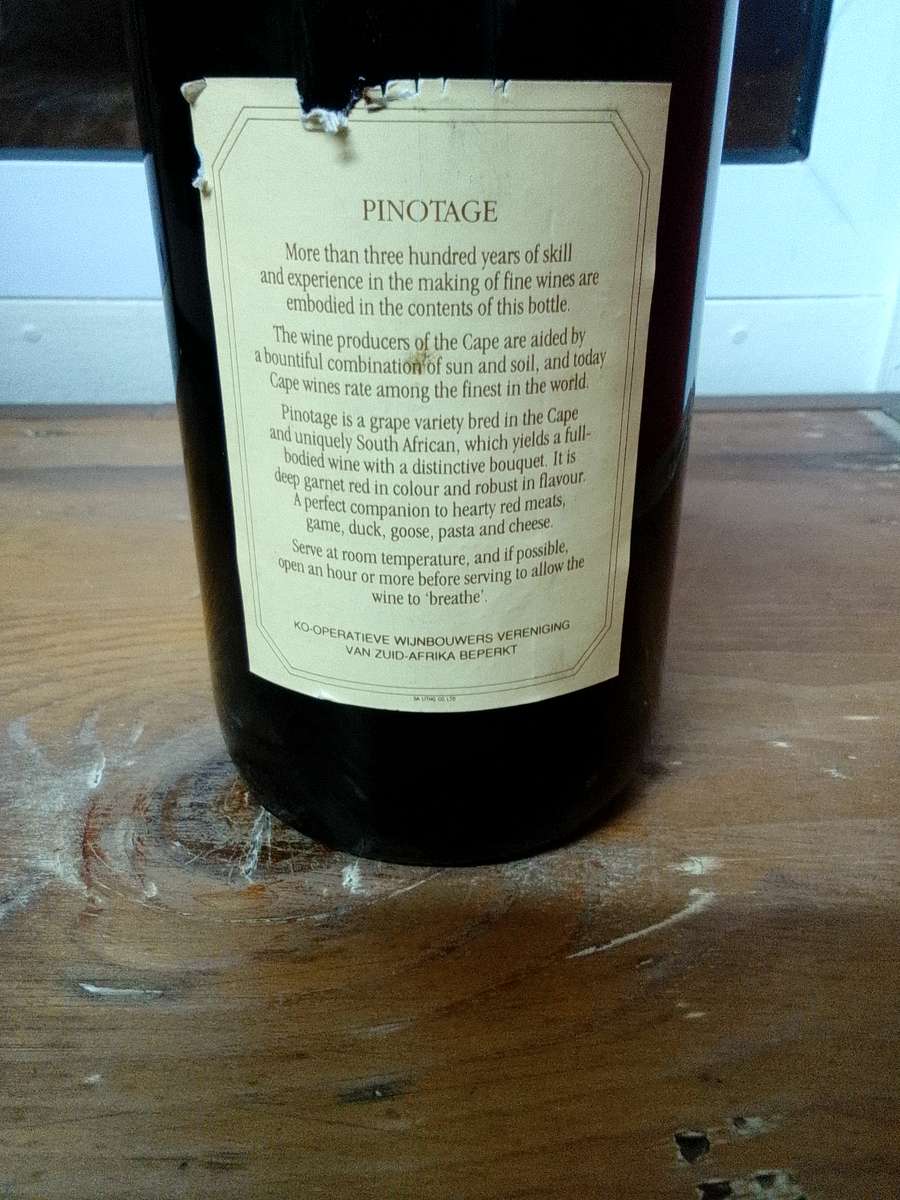 PINOTAGE
More than three hundred years of skill
and experience in the making of fine wines are
embodied in the contents of this bottle.
The wine producers of the Cape are aided by
a bountiful combination of sun and soil, and today
Cape wines rate among the finest in the world.
Pinotage is a grape variety bred in the Cape
and uniquely South African, which yields a full-
bodied wine with a distinctive bouquet. It is
deep garnet red in colour and robust in flavour.
A perfect companion to hearty red meats,
game, duck, goose, pasta and cheese.
Serve at room temperature, and if possible,
open an hour or more before serving to allow the
wine to ‘breathe’.
KO-OPERATIEVE WIJNBOUWERS VERENIGING
VAN ZUID-AFRIKA BEPERKT
SA LITHO CO. LTD